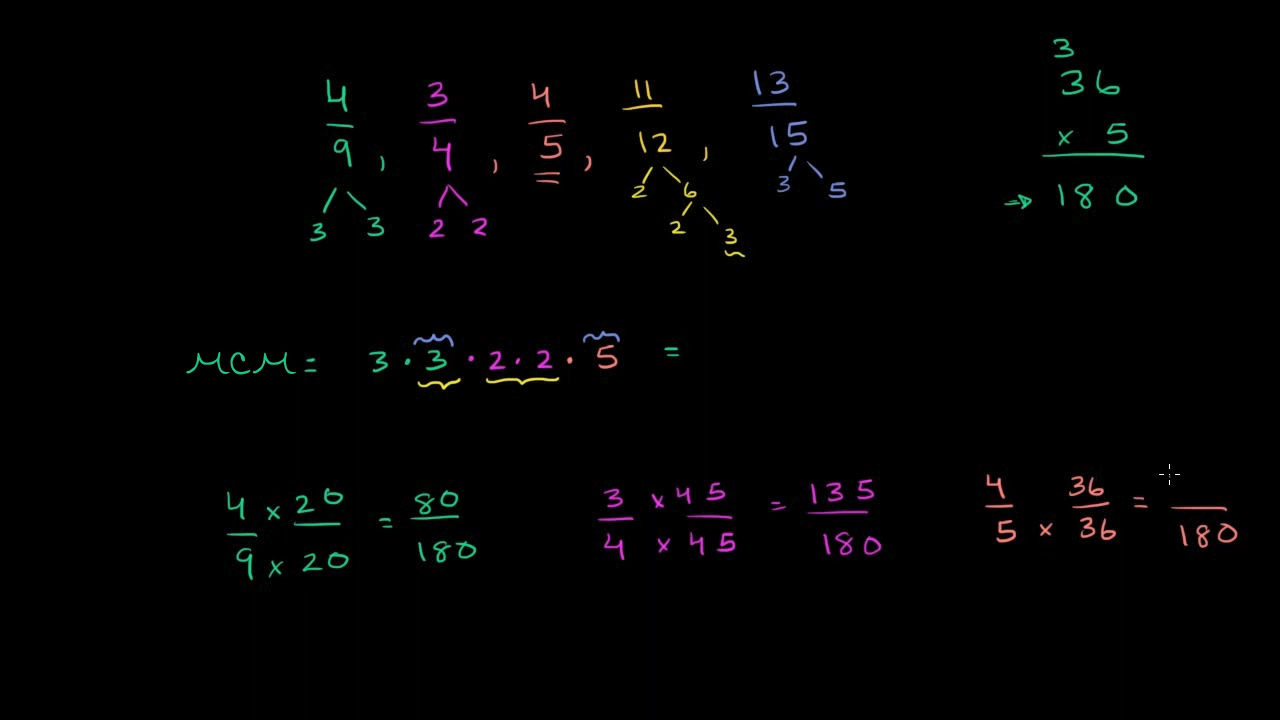 4/9 , 3/4 , 4/5 , 11/12 , 13/15
3 3 2 2 2 6 3 5
2 3
3
36
x 5
180
MCM = 3 · 3 · 2 · 2 · 5 =
4 x 20 / 9 x 20 = 80/180
3 x 45 / 4 x 45 = 135/180
4 36 / 5 x 36 = /180